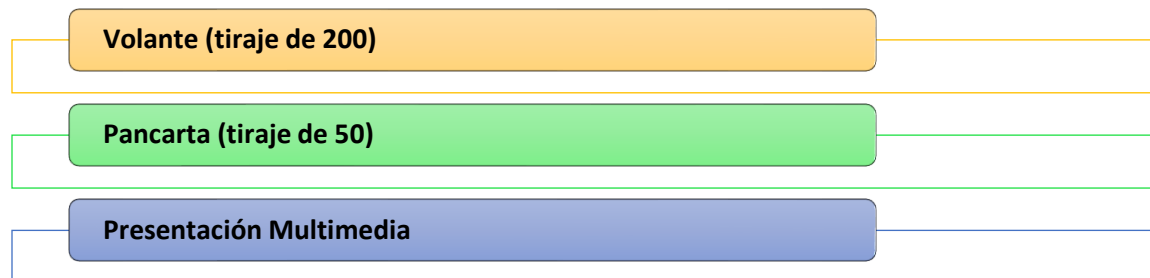 Volante (tiraje de 200)
Pancarta (tiraje de 50)
Presentación Multimedia